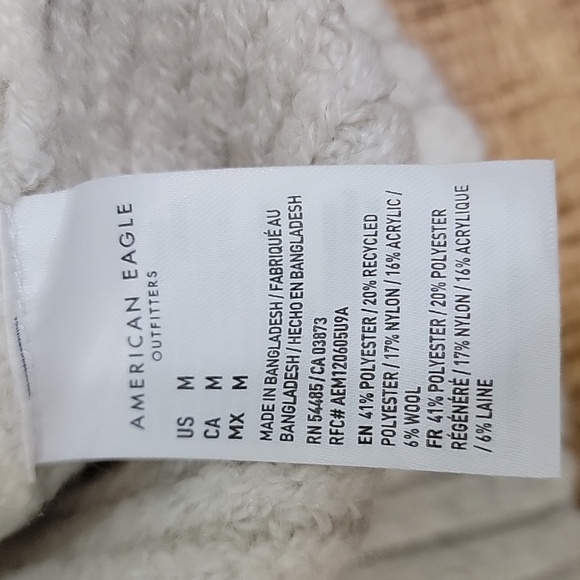 AMERICAN EAGLE
OUTFITTERS
US M
CA M
MX M
MADE IN BANGLADESH / FABRIQUÉ AU
BANGLADESH / HECHO EN BANGLADESH
RN 54485 / CA 03873
RFC# AEM120605U9A
EN 41% POLYESTER / 20% RECYCLED
POLYESTER / 17% NYLON / 16% ACRYLIC /
6% WOOL
FR 41% POLYESTER / 20% POLYESTER
RÉGÉNÉRÉ / 17% NYLON / 16% ACRYLIQUE
/ 6% LAINE